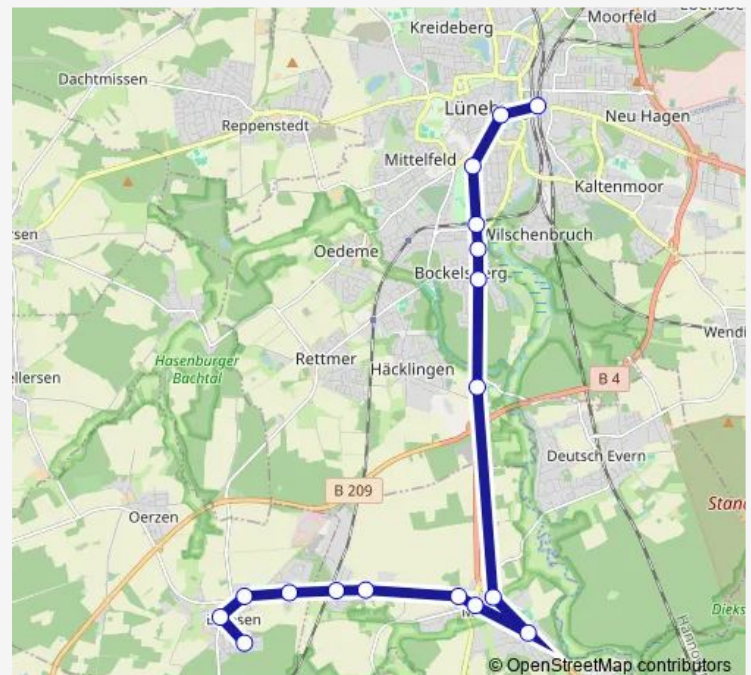 Kreideberg
Moorfeld
Dachtmissen
Reppenstedt
Neu Hagen
Mittelfeld
Kaltenmoor
Oedeme
Wilschenbruch
Hasenburger
Bachtal
Rettmer
Häcklingen
B 4
Deutsch Evern
B 209
Oerzen
© OpenStreetMap contributors